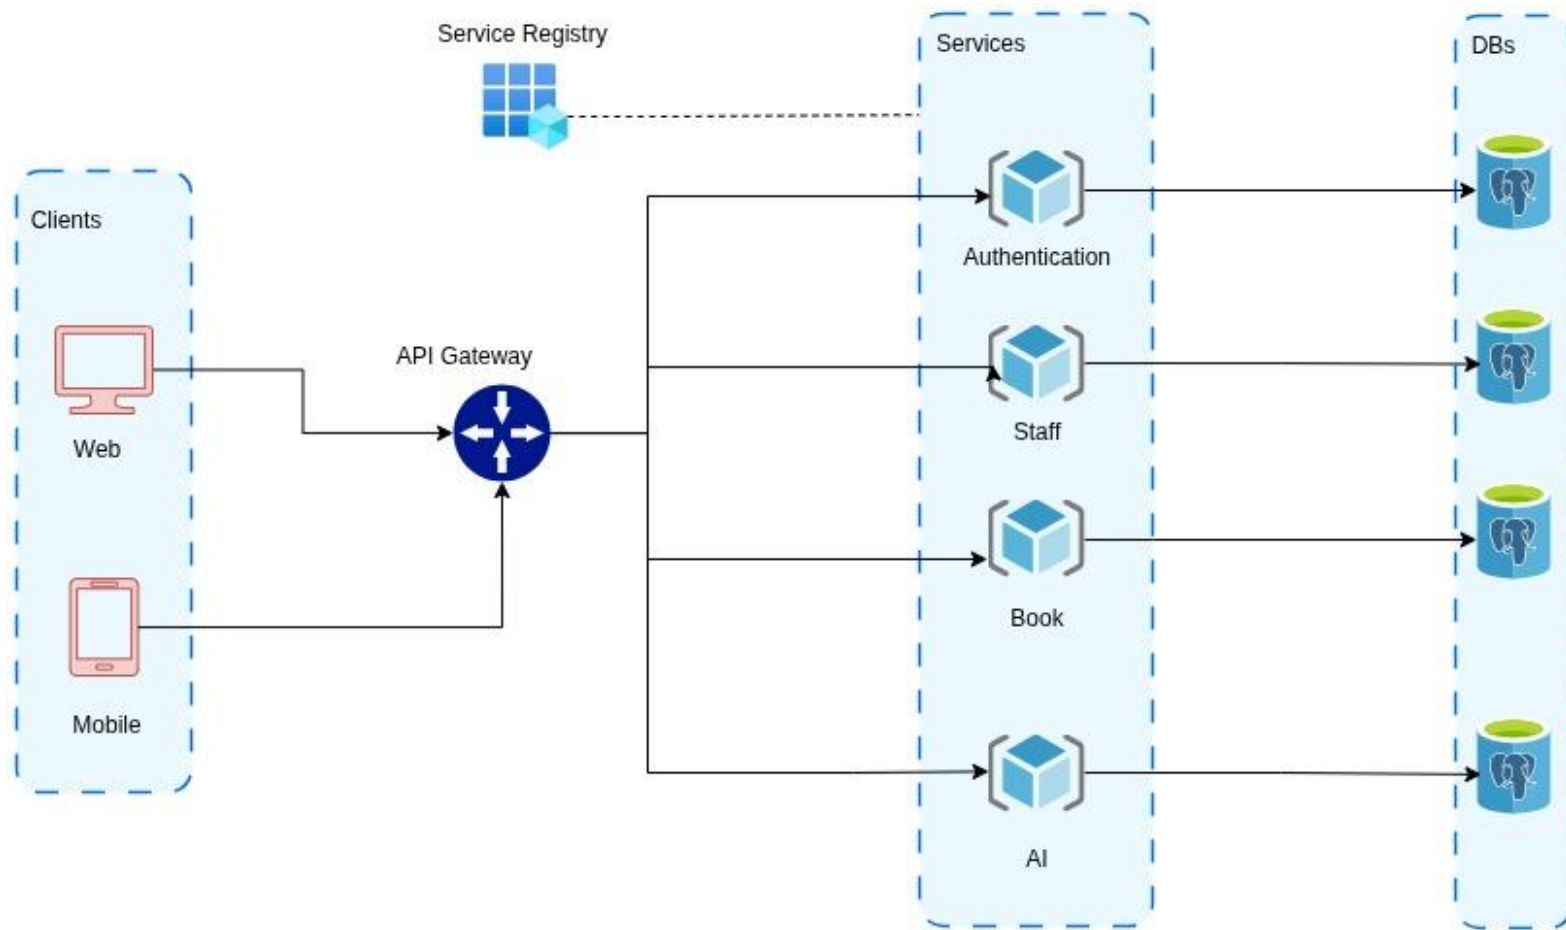 Service Registry
Services
DBs
Clients
Authentication
API Gateway
Web
Staff
Book
Mobile
AI